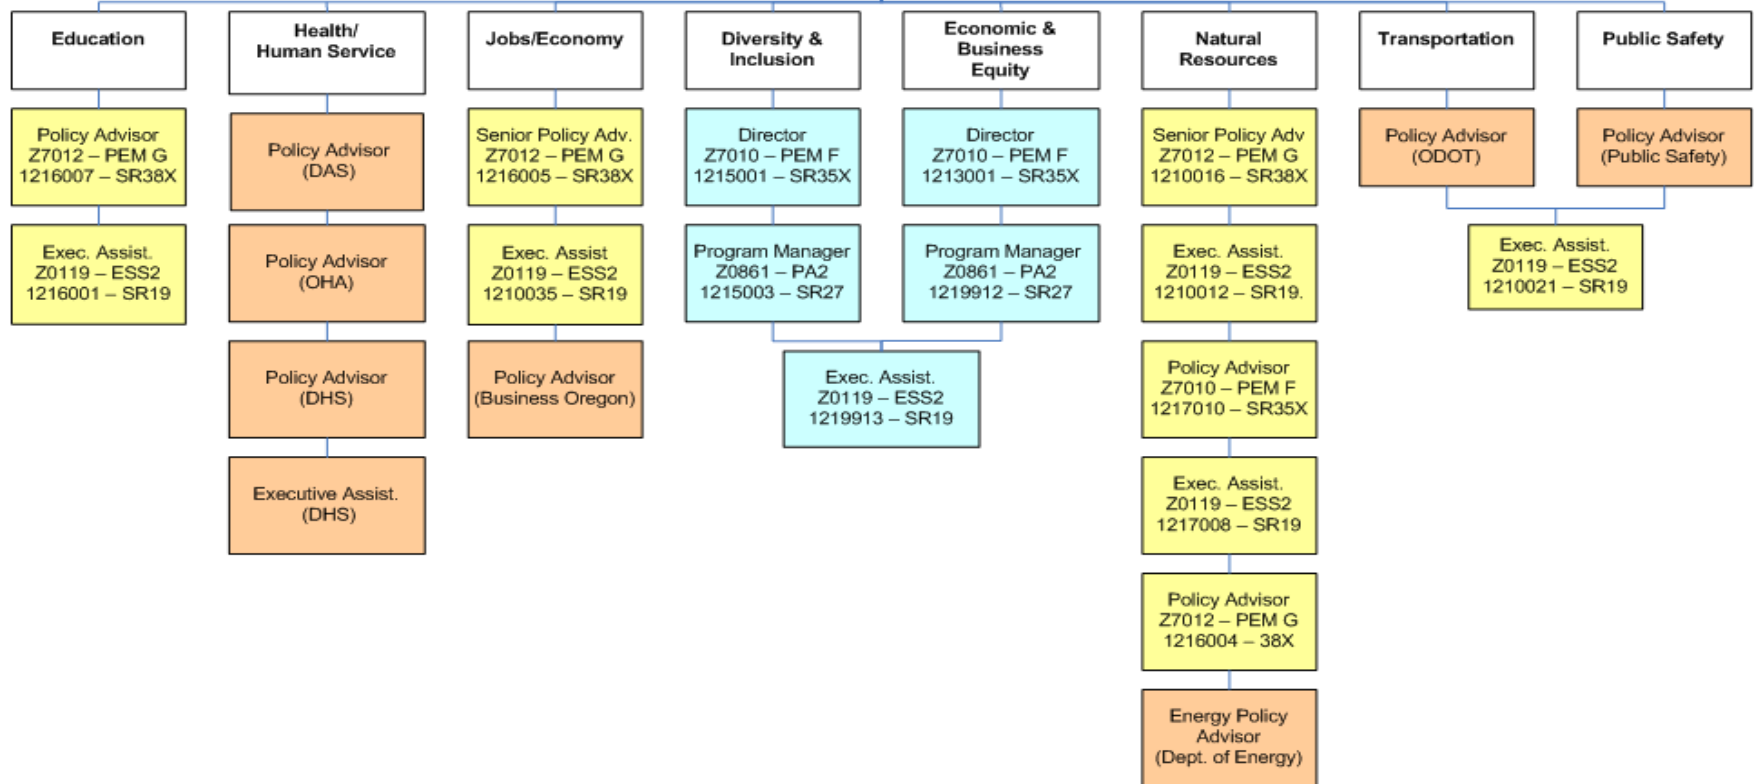 Education
Health/
Human Service
Jobs/Economy
Diversity &
Inclusion
Economic &
Business
Equity
Natural
Resources
Transportation
Public Safety
Policy Advisor
Z7012 – PEM G
1216007 – SR38X
Policy Advisor
(DAS)
Senior Policy Adv.
Z7012 – PEM G
1216005 – SR38X
Director
Z7010 – PEM F
1215001 – SR35X
Director
Z7010 – PEM F
1213001 – SR35X
Senior Policy Adv
Z7012 – PEM G
1210016 – SR38X
Policy Advisor
(ODOT)
Policy Advisor
(Public Safety)
Exec. Assist.
Z0119 – ESS2
1216001 – SR19
Policy Advisor
(OHA)
Exec. Assist
Z0119 – ESS2
1210035 – SR19
Program Manager
Z0861 – PA2
1215003 – SR27
Program Manager
Z0861 – PA2
1219912 – SR27
Exec. Assist.
Z0119 – ESS2
1210012 – SR19.
Exec. Assist.
Z0119 – ESS2
1210021 – SR19
Policy Advisor
(DHS)
Policy Advisor
(Business Oregon)
Exec. Assist.
Z0119 – ESS2
1219913 – SR19
Policy Advisor
Z7010 – PEM F
1217010 – SR35X
Executive Assist.
(DHS)
Exec. Assist.
Z0119 – ESS2
1217008 – SR19
Policy Advisor
Z7012 – PEM G
1216004 – 38X
Energy Policy
Advisor
(Dept. of Energy)